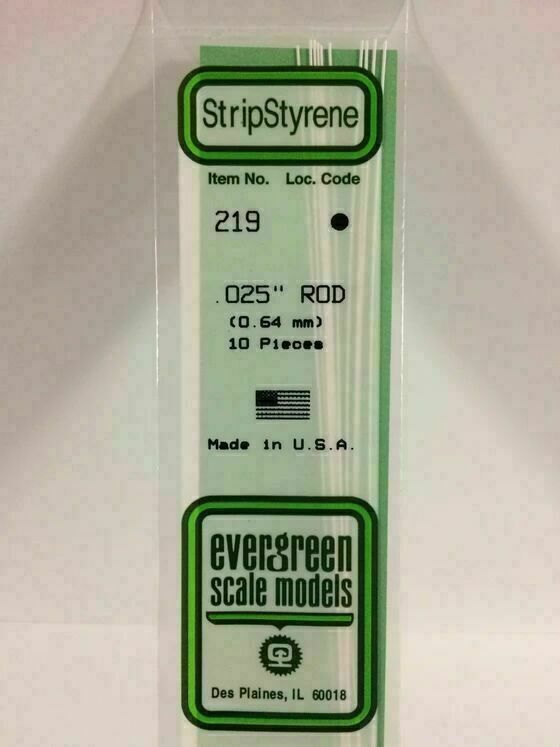 StripStyrene
Item No. Loc. Code
219
.025" ROD
(0.64 mm)
10 Pieces
Made in U.S.A.
evergreen
scale models
Des Plaines, IL 60018